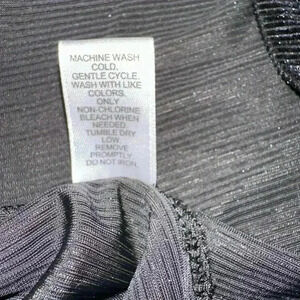 MACHINE WASH
COLD.
GENTLE CYCLE.
WASH WITH LIKE
COLORS.
ONLY
NON-CHLORINE
BLEACH WHEN
NEEDED.
TUMBLE DRY
LOW.
REMOVE
PROMPTLY.
DO NOT IRON.